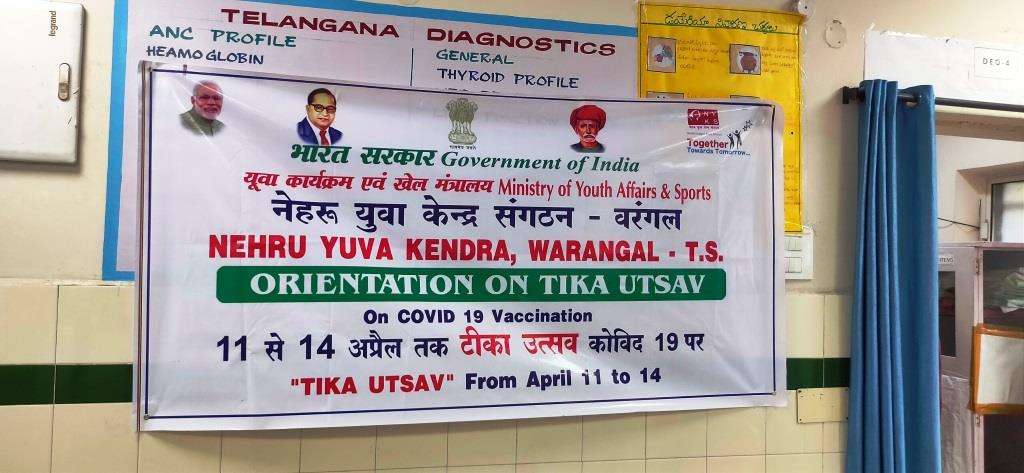 legrand
TELANGANA DIAGNOSTICS
ANC PROFILE
HEAMOGLOBIN
GENERAL
THYROID PROFILE
DEO-4
Together
Towards Tomorrow...
भारत सरकार Government of India
यूवा कार्यक्रम एवं खेल मंत्रालय Ministry of Youth Affairs & Sports
नेहरू युवा केन्द्र संगठन - वरंगल
NEHRU YUVA KENDRA, WARANGAL - T.S.
ORIENTATION ON TIKA UTSAV
On COVID 19 Vaccination
11 से 14 अप्रैल तक टीका उत्सव कोविद 19 पर
"TIKA UTSAV" From April 11 to 14